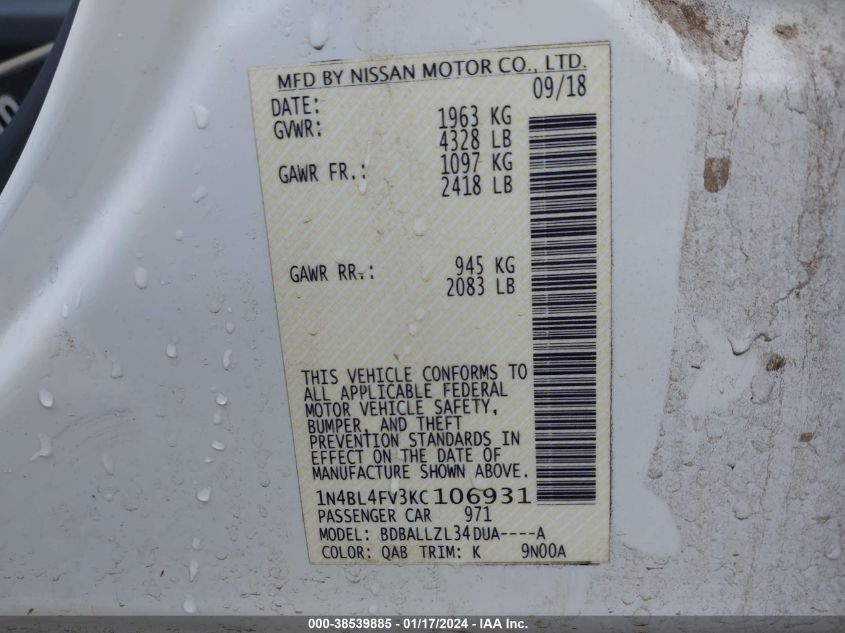 MFD BY NISSAN MOTOR CO., LTD.
DATE: 09/18
GVWR: 1963 KG
4328 LB
GAWR FR.: 1097 KG
2418 LB
GAWR RR.: 945 KG
2083 LB
THIS VEHICLE CONFORMS TO
ALL APPLICABLE FEDERAL
MOTOR VEHICLE SAFETY,
BUMPER, AND THEFT
PREVENTION STANDARDS IN
EFFECT ON THE DATE OF
MANUFACTURE SHOWN ABOVE.
1N4BL4FV3KC106931
PASSENGER CAR 971
MODEL: BDBALLZL34DUA----A
COLOR: QAB TRIM: K 9N00A
000-38539885 - 01/17/2024 - IAA Inc.